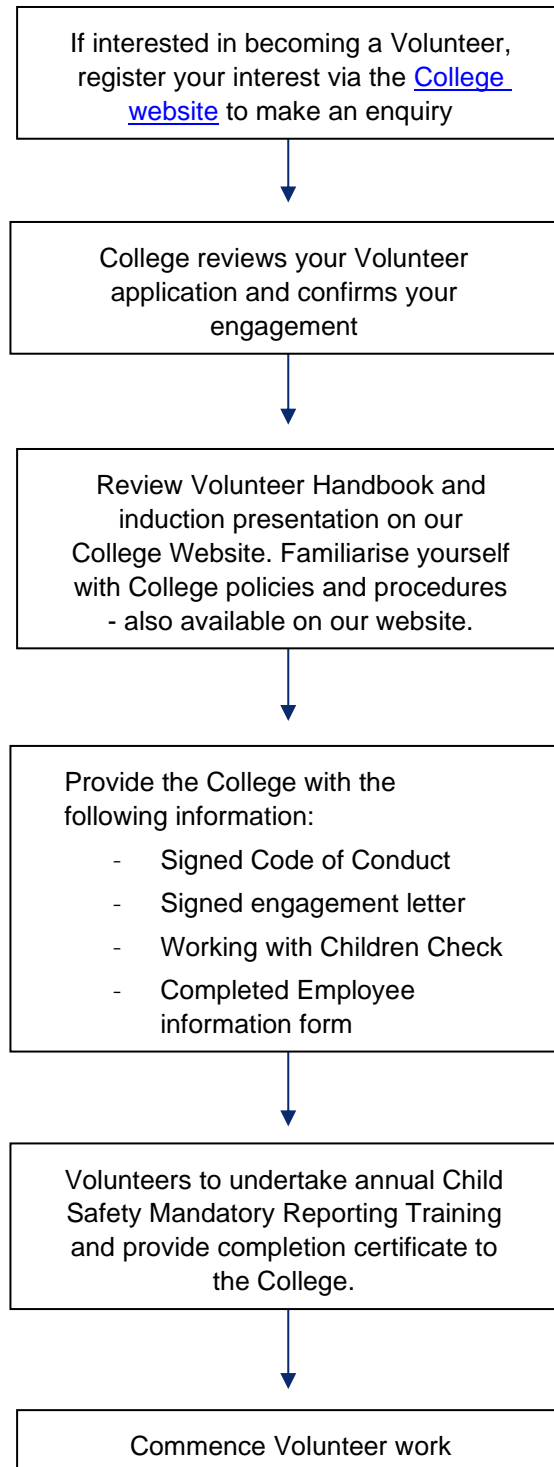 If interested in becoming a Volunteer,
register your interest via the College
website to make an enquiry
College reviews your Volunteer
application and confirms your
engagement
Review Volunteer Handbook and
induction presentation on our
College Website. Familiarise yourself
with College policies and procedures
- also available on our website.
Provide the College with the
following information:
- Signed Code of Conduct
- Signed engagement letter
- Working with Children Check
- Completed Employee
information form
Volunteers to undertake annual Child
Safety Mandatory Reporting Training
and provide completion certificate to
the College.
Commence Volunteer work